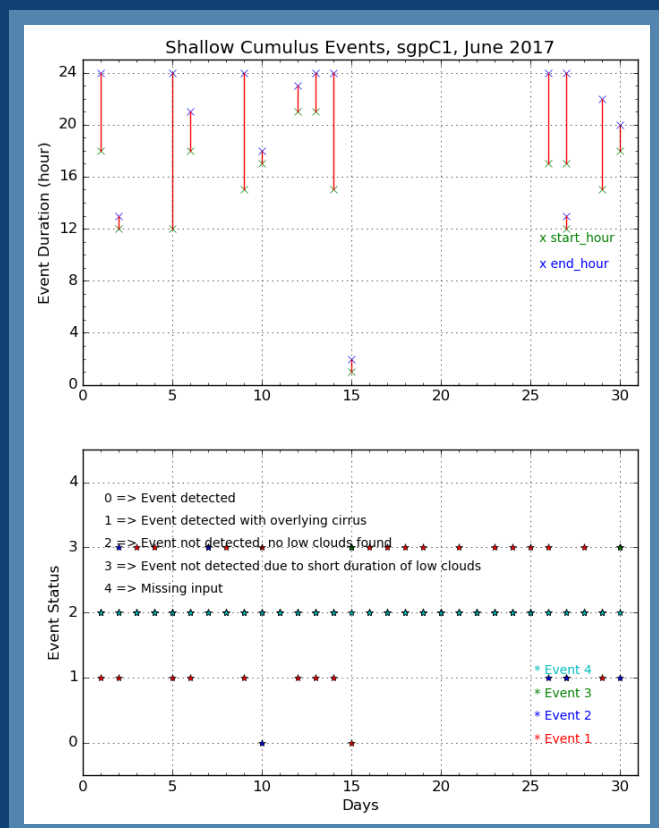 Shallow Cumulus Events, sgpC1, June 2017
Event Duration (hour)
24
20
16
12
8
4
0
x start_hour
x end_hour
0 5 10 15 20 25 30
Event Status
4
3
2
1
0
0 => Event detected
1 => Event detected with overlying cirrus
2 => Event not detected, no low clouds found
3 => Event not detected due to short duration of low clouds
4 => Missing input
* Event 4
* Event 3
* Event 2
* Event 1
0 5 10 15 20 25 30
Days